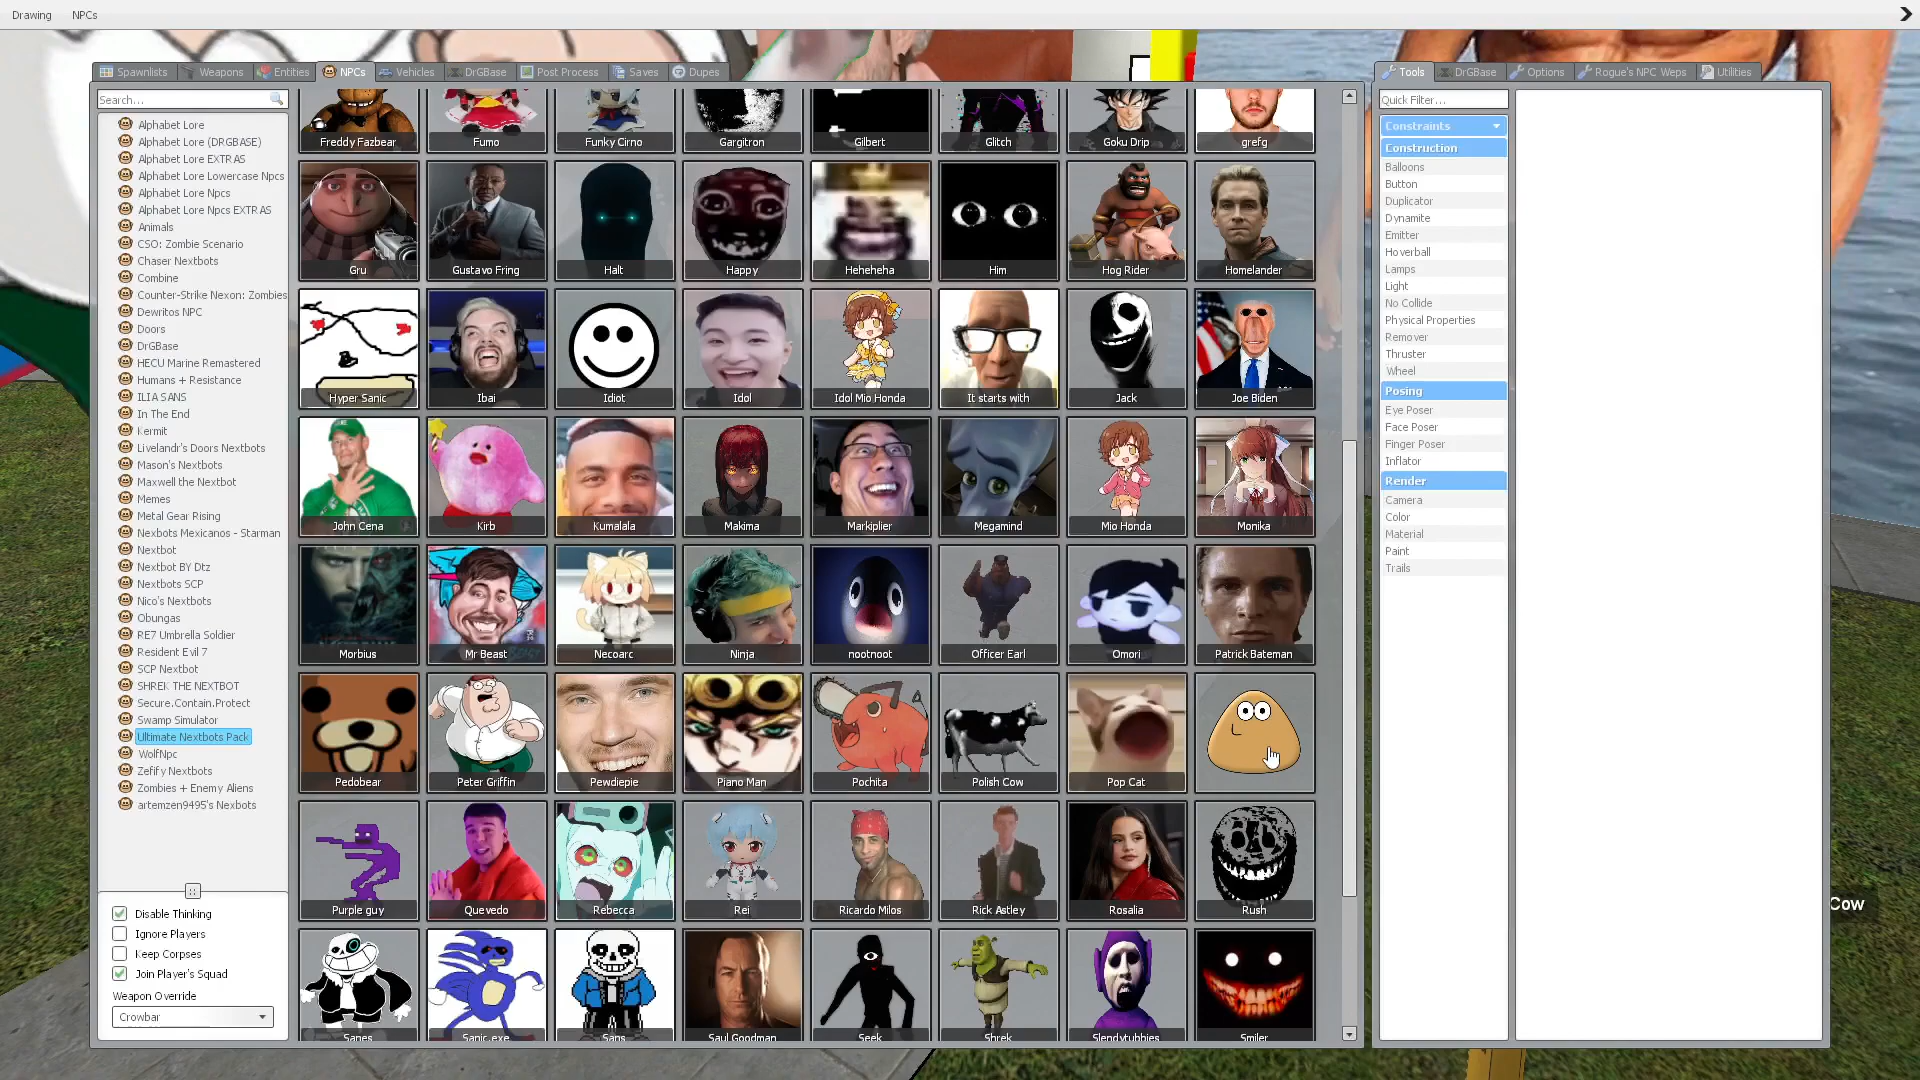 Drawing NPCs
Spawnlists Weapons Entities NPCs Vehicles DrGBase Post Process Saves Dupes
Tools DrGBase Options Rogue's NPC Weps Utilities
Search...
Alphabet Lore
Alphabet Lore (DRGBASE)
Alphabet Lore EXTRAS
Alphabet Lore Lowercase Npcs
Alphabet Lore Npcs
Alphabet Lore Npcs EXTRAS
Animals
CSO: Zombie Scenario
Chaser Nextbots
Combine
Counter-Strike Nexon: Zombies
Dewritos NPC
Doors
DrGBase
HECU Marine Remastered
Humans + Resistance
ILIA SANS
In The End
Kermit
Livelandr's Doors Nextbots
Mason's Nextbots
Maxwell the Nextbot
Memes
Metal Gear Rising
Nexbots Mexicanos - Starman
Nextbot
Nextbot BY Dtz
Nextbots SCP
Nico's Nextbots
Obungas
RE7 Umbrella Soldier
Resident Evil 7
SCP Nextbot
SHREK THE NEXTBOT
Secure.Contain.Protect
Swamp Simulator
Ultimate Nextbots Pack
WolfNpc
Zefify Nextbots
Zombies + Enemy Aliens
artemzen9495's Nexbots
Disable Thinking
Ignore Players
Keep Corpses
Join Player's Squad
Weapon Override
Crowbar
Freddy Fazbear Fumo Funky Cirno Gargitron Gilbert Glitch Goku Drip grefg
Gru Gustavo Fring Halt Happy Heheheha Him Hog Rider Homelander
Hyper Sanic Ibai Idiot Idol Idol Mio Honda It starts with Jack Joe Biden
John Cena Kirb Kumalala Makima Markiplier Megamind Mio Honda Monika
Morbius Mr Beast Necoarc Ninja nootnoot Officer Earl Omori Patrick Bateman
Pedobear Peter Griffin Pewdiepie Piano Man Pochita Polish Cow Pop Cat
Purple guy Quevedo Rebecca Rei Ricardo Milos Rick Astley Rosalia Rush
Sanes Sanic.exe Sans Saul Goodman Seek Shrek Slendytubbies Smiler
Quick Filter...
Constraints
Construction
Balloons
Button
Duplicator
Dynamite
Emitter
Hoverball
Lamps
Light
No Collide
Physical Properties
Remover
Thruster
Wheel
Posing
Eye Poser
Face Poser
Finger Poser
Inflator
Render
Camera
Color
Material
Paint
Trails
Cow